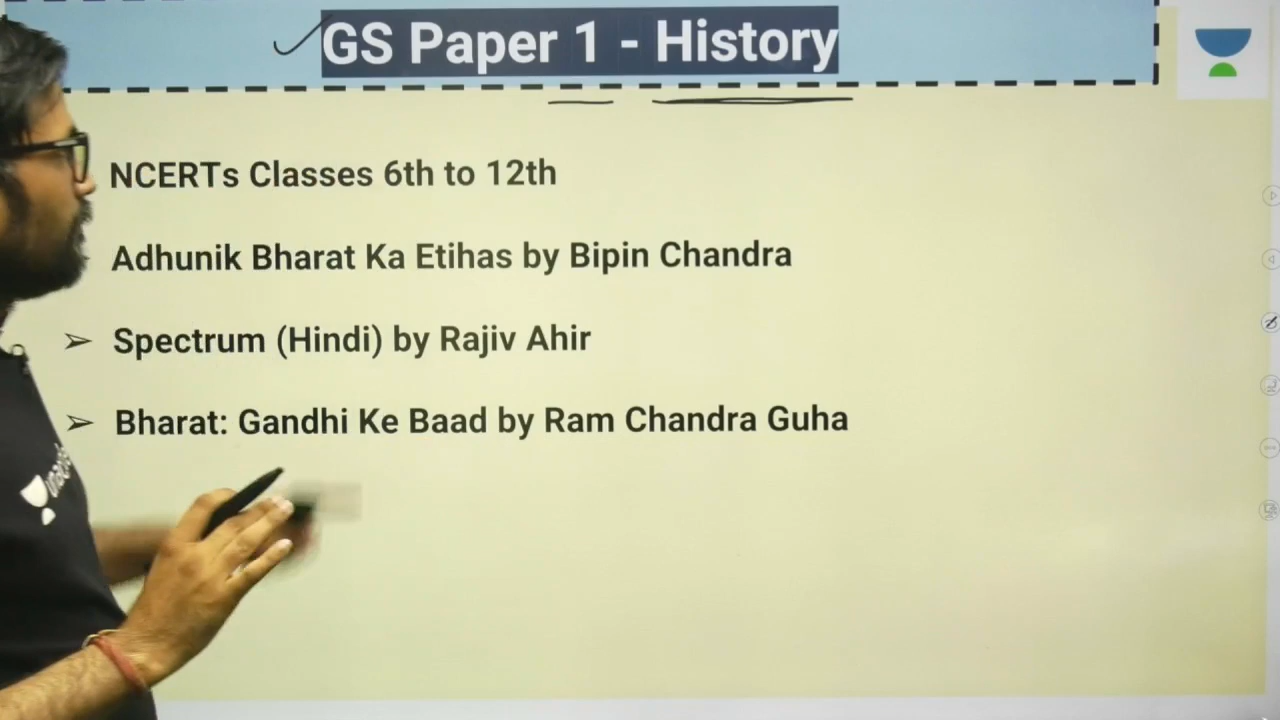 GS Paper 1 - History
NCERTs Classes 6th to 12th
Adhunik Bharat Ka Etihas by Bipin Chandra
➢ Spectrum (Hindi) by Rajiv Ahir
➢ Bharat: Gandhi Ke Baad by Ram Chandra Guha